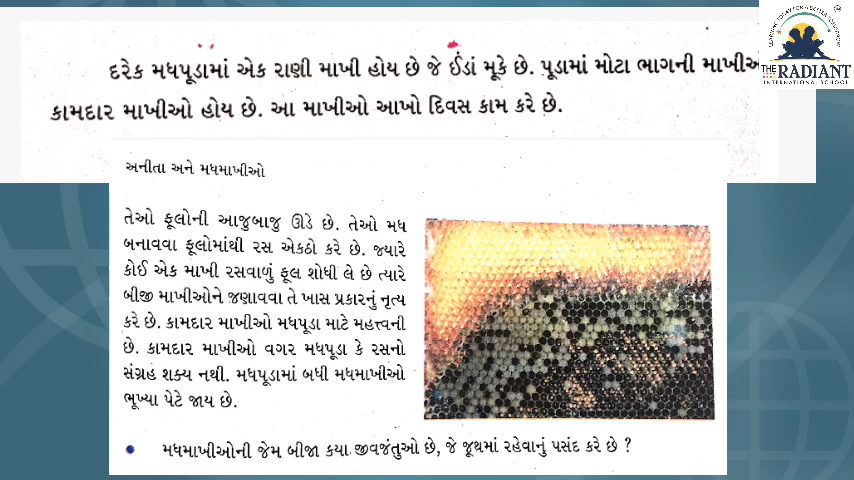 દરેક મધપૂડામાં એક રાણી માખી હોય છે જે ઈંડાં મૂકે છે. પૂડામાં મોટા ભાગની
કામદાર માખીઓ હોય છે. આ માખીઓ આખો દિવસ કામ કરે છે.
THE RADIANT
INTERNATIONAL SCHOOL
અનીતા અને મધમાખીઓ
તેઓ ફૂલોની આજુબાજુ ઊડે છે. તેઓ મધ
બનાવવા ફૂલોમાંથી રસ એકઠો કરે છે. જ્યારે
કોઈ એક માખી રસવાળું ફૂલ શોધી લે છે ત્યારે
બીજી માખીઓને જણાવવા તે ખાસ પ્રકારનું નૃત્ય
કરે છે. કામદાર માખીઓ મધપૂડા માટે મહત્ત્વની
છે. કામદાર માખીઓ વગર મધપૂડા કે રસનો
સંગ્રહ શક્ય નથી. મધપૂડામાં બધી મધમાખીઓ
ભૂખ્યા પેટે જાય છે.
• મધમાખીઓની જેમ બીજા કયા જીવજંતુઓ છે, જે જૂથમાં રહેવાનું પસંદ કરે છે ?